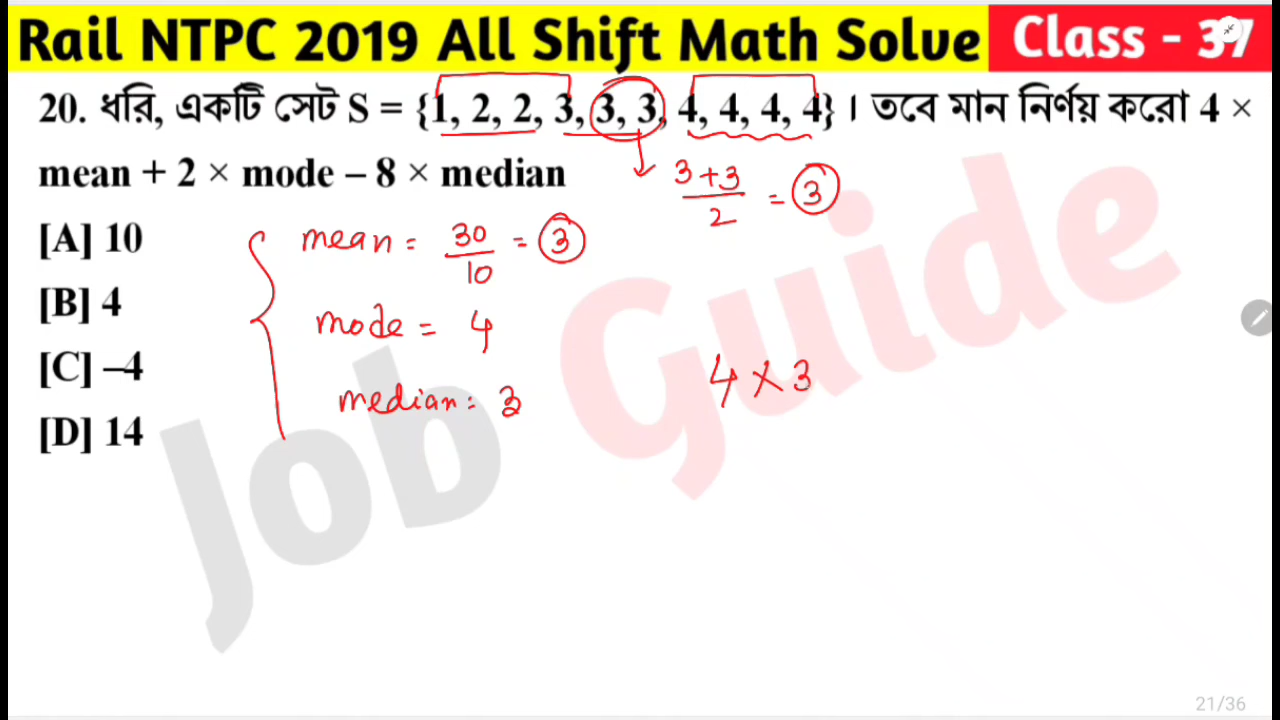 Rail NTPC 2019 All Shift Math Solve Class - 37
20. ধরি, একটি সেট S = {1, 2, 2, 3, 3, 3, 4, 4, 4, 4} । তবে মান নির্ণয় করো 4 ×
mean + 2 × mode – 8 × median
3+3/2 = 3
[A] 10
mean = 30/10 = 3
[B] 4
mode = 4
[C] –4
4 × 3
median = 3
[D] 14
Job Guide
21/36